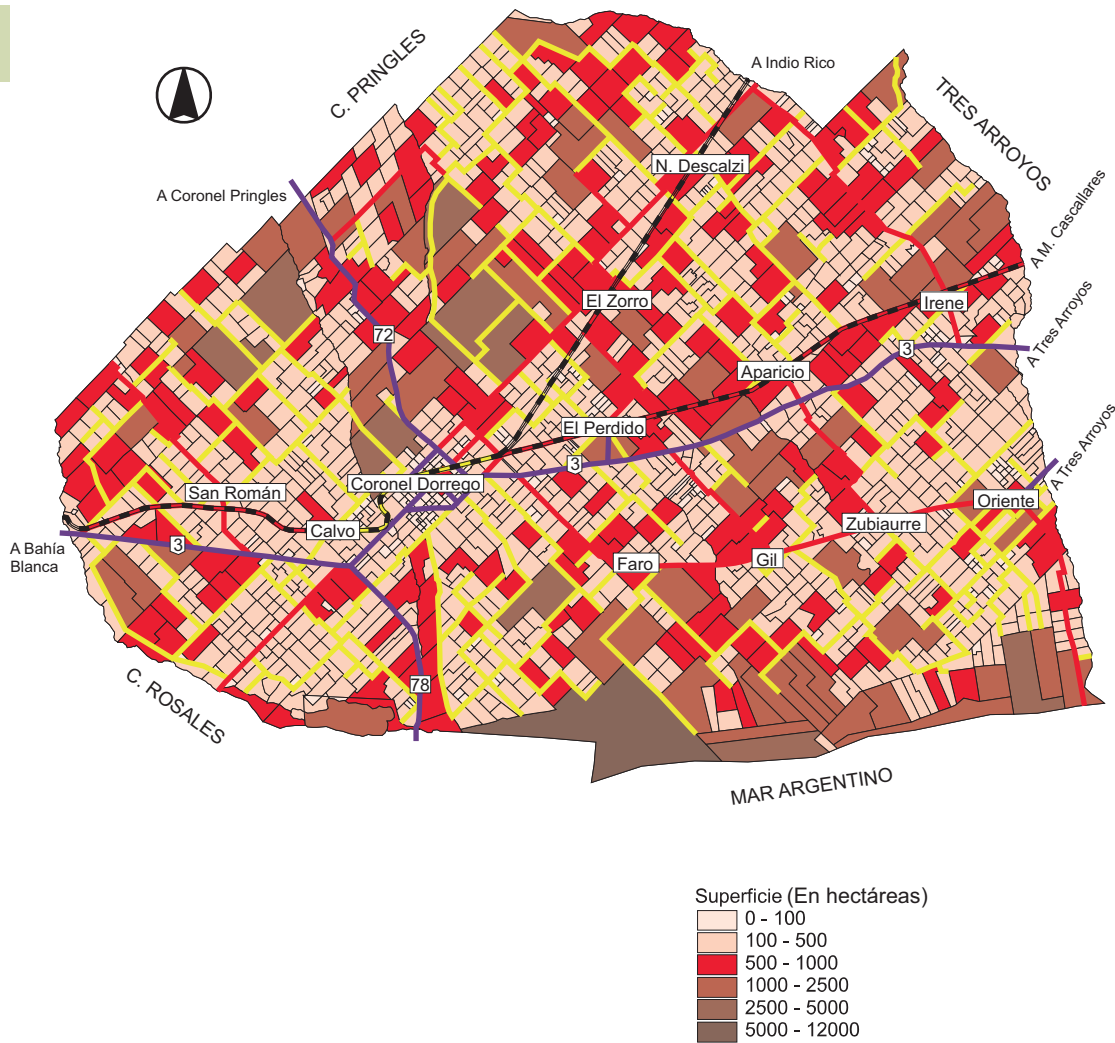 C. PRINGLES
A Indio Rico
TRES ARROYOS
N. Descalzi
A Coronel Pringles
A M. Cascallares
El Zorro
Irene
72
3
A Tres Arroyos
Aparicio
El Perdido
3
Coronel Dorrego
A Tres Arroyos
San Román
Oriente
Zubiaurre
Calvo
3
A Bahía
Blanca
Faro
Gil
78
C. ROSALES
MAR ARGENTINO
Superficie (En hectáreas)
0 - 100
100 - 500
500 - 1000
1000 - 2500
2500 - 5000
5000 - 12000